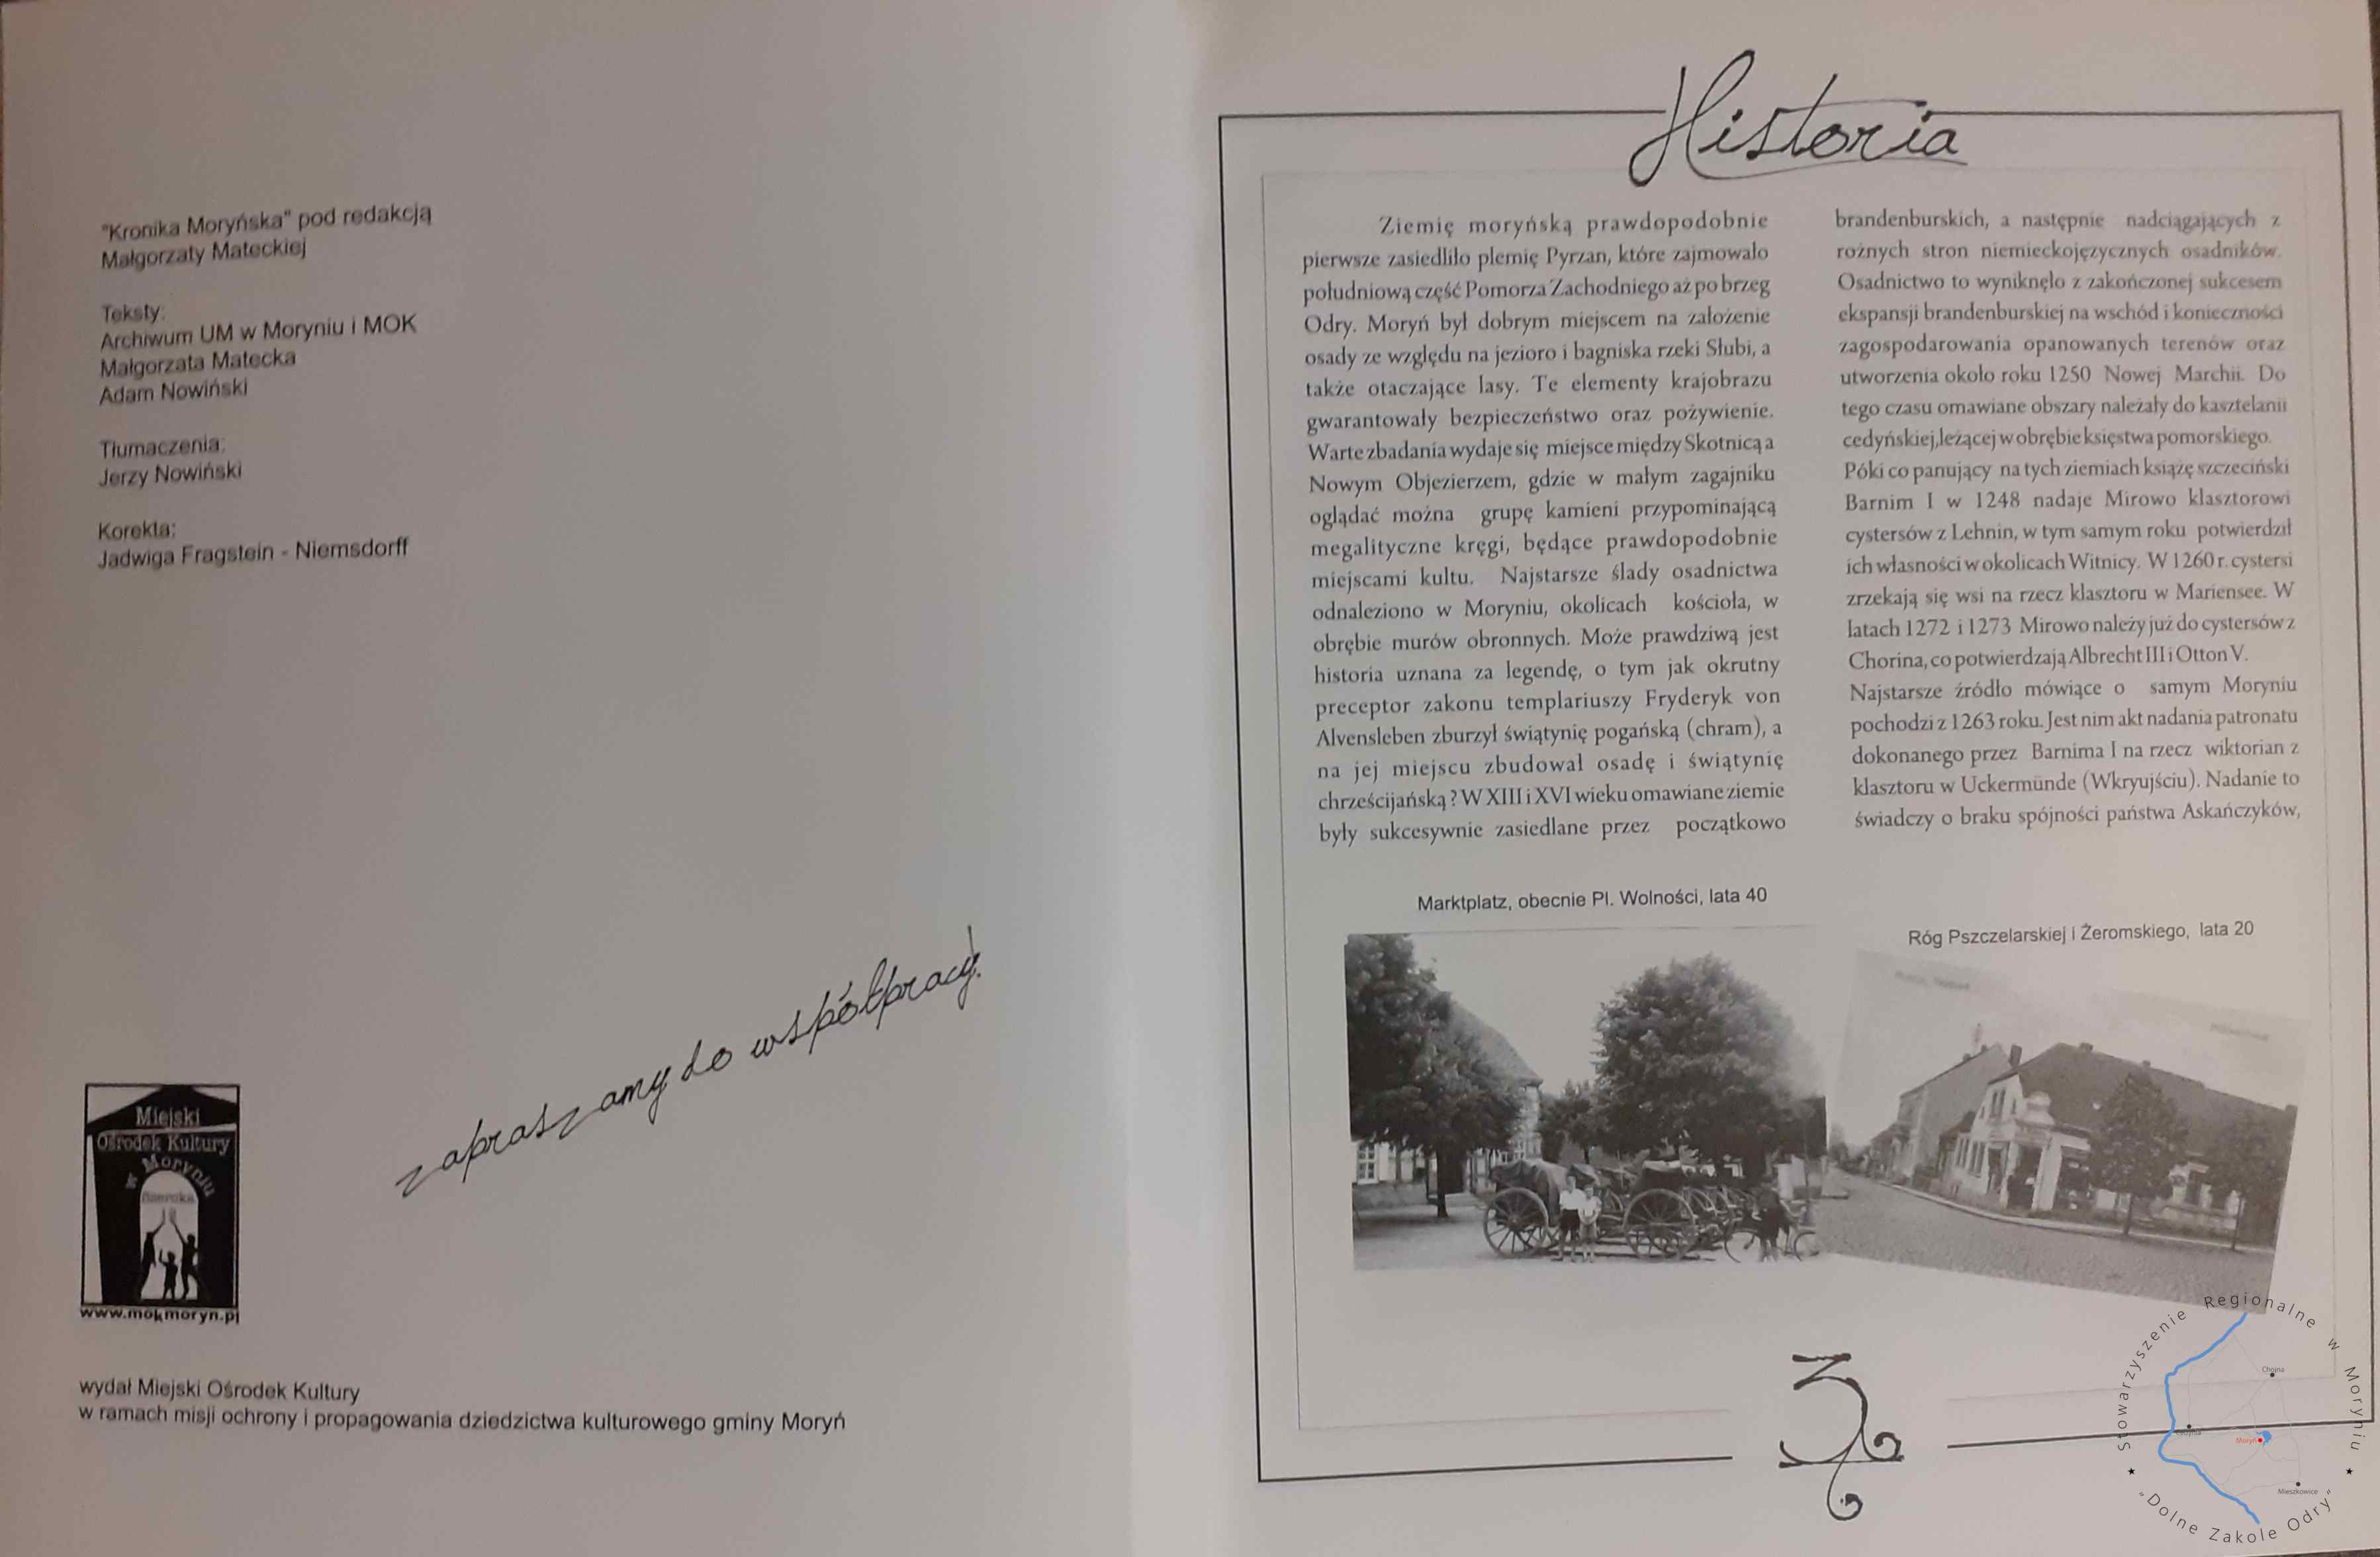 "Kronika Moryńska" pod redakcją
Małgorzaty Mateckiej
Teksty:
Archiwum UM w Moryniu i MOK
Małgorzata Matecka
Adam Nowiński
Tłumaczenia:
Jerzy Nowiński
Korekta:
Jadwiga Fragstein - Niemsdorff
zapraszamy do współpracy!
Miejski
Ośrodek Kultury
w Moryniu
www.mokmoryn.pl
wydał Miejski Ośrodek Kultury
w ramach misji ochrony i propagowania dziedzictwa kulturowego gminy Moryń
Historia
Ziemię moryńską prawdopodobnie
pierwsze zasiedliło plemię Pyrzan, które zajmowało
południową część Pomorza Zachodniego aż po brzeg
Odry. Moryń był dobrym miejscem na założenie
osady ze względu na jezioro i bagniska rzeki Słubi, a
także otaczające lasy. Te elementy krajobrazu
gwarantowały bezpieczeństwo oraz pożywienie.
Warte zbadania wydaje się miejsce między Skotnicą a
Nowym Objezierzem, gdzie w małym zagajniku
oglądać można grupę kamieni przypominającą
megalityczne kręgi, będące prawdopodobnie
miejscami kultu. Najstarsze ślady osadnictwa
odnaleziono w Moryniu, okolicach kościoła, w
obrębie murów obronnych. Może prawdziwą jest
historia uznana za legendę, o tym jak okrutny
preceptor zakonu templariuszy Fryderyk von
Alvensleben zburzył świątynię pogańską (chram), a
na jej miejscu zbudował osadę i świątynię
chrześcijańską ? W XIII i XVI wieku omawiane ziemie
były sukcesywnie zasiedlane przez początkowo
brandenburskich, a następnie nadciągających z
rożnych stron niemieckojęzycznych osadników.
Osadnictwo to wyniknęło z zakończonej sukcesem
ekspansji brandenburskiej na wschód i konieczności
zagospodarowania opanowanych terenów oraz
utworzenia około roku 1250 Nowej Marchii. Do
tego czasu omawiane obszary należały do kasztelanii
cedyńskiej,leżącej w obrębie księstwa pomorskiego.
Póki co panujący na tych ziemiach książę szczeciński
Barnim I w 1248 nadaje Mirowo klasztorowi
cystersów z Lehnin, w tym samym roku potwierdził
ich własności w okolicach Witnicy. W 1260 r. cystersi
zrzekają się wsi na rzecz klasztoru w Mariensee. W
latach 1272 i 1273 Mirowo należy już do cystersów z
Chorina, co potwierdzają Albrecht III i Otton V.
Najstarsze źródło mówiące o samym Moryniu
pochodzi z 1263 roku. Jest nim akt nadania patronatu
dokonanego przez Barnima I na rzecz wiktorian z
klasztoru w Uckermünde (Wkryujściu). Nadanie to
świadczy o braku spójności państwa Askańczyków,
Marktplatz, obecnie Pl. Wolności, lata 40
Róg Pszczelarskiej i Żeromskiego, lata 20
3
Stowarzyszenie Regionalne w Moryniu
Chojna
Moryń
Mieszkowice
"Dolne Zakole Odry"